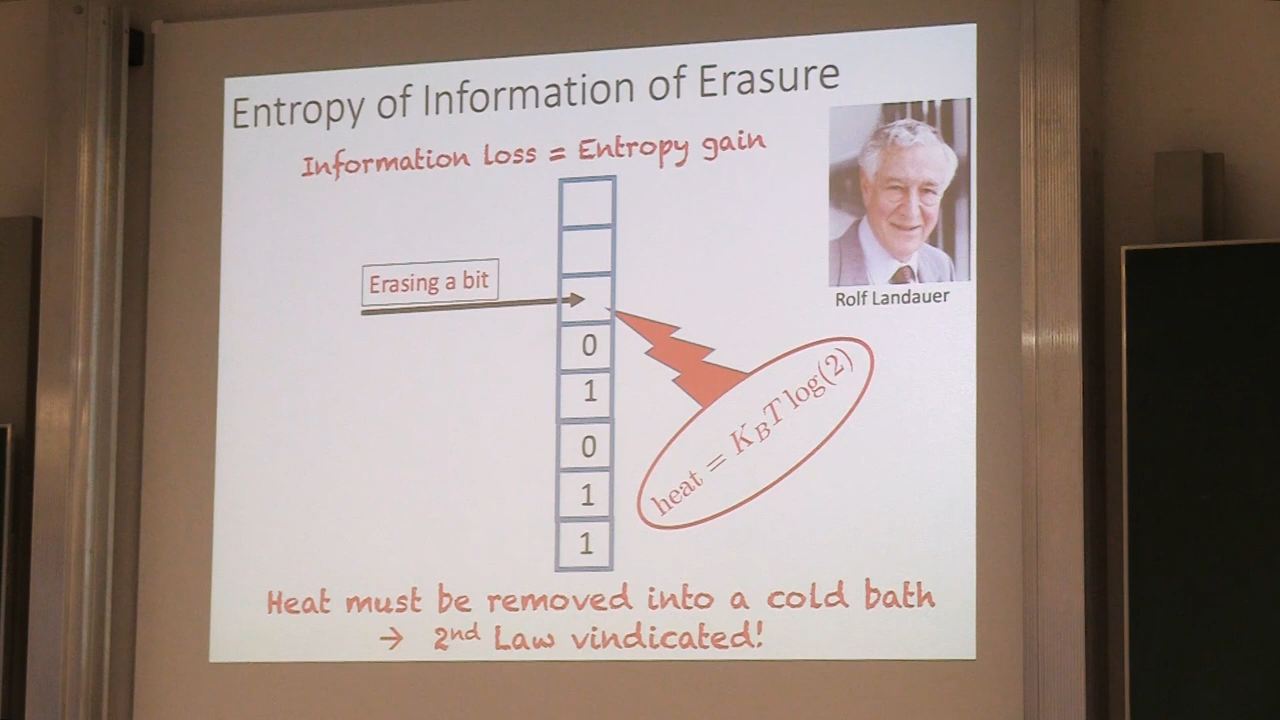 Entropy of Information of Erasure
Information loss = Entropy gain
Erasing a bit
Rolf Landauer
0
1
0
1
1
heat = K_B T log(2)
Heat must be removed into a cold bath
→ 2nd Law vindicated!